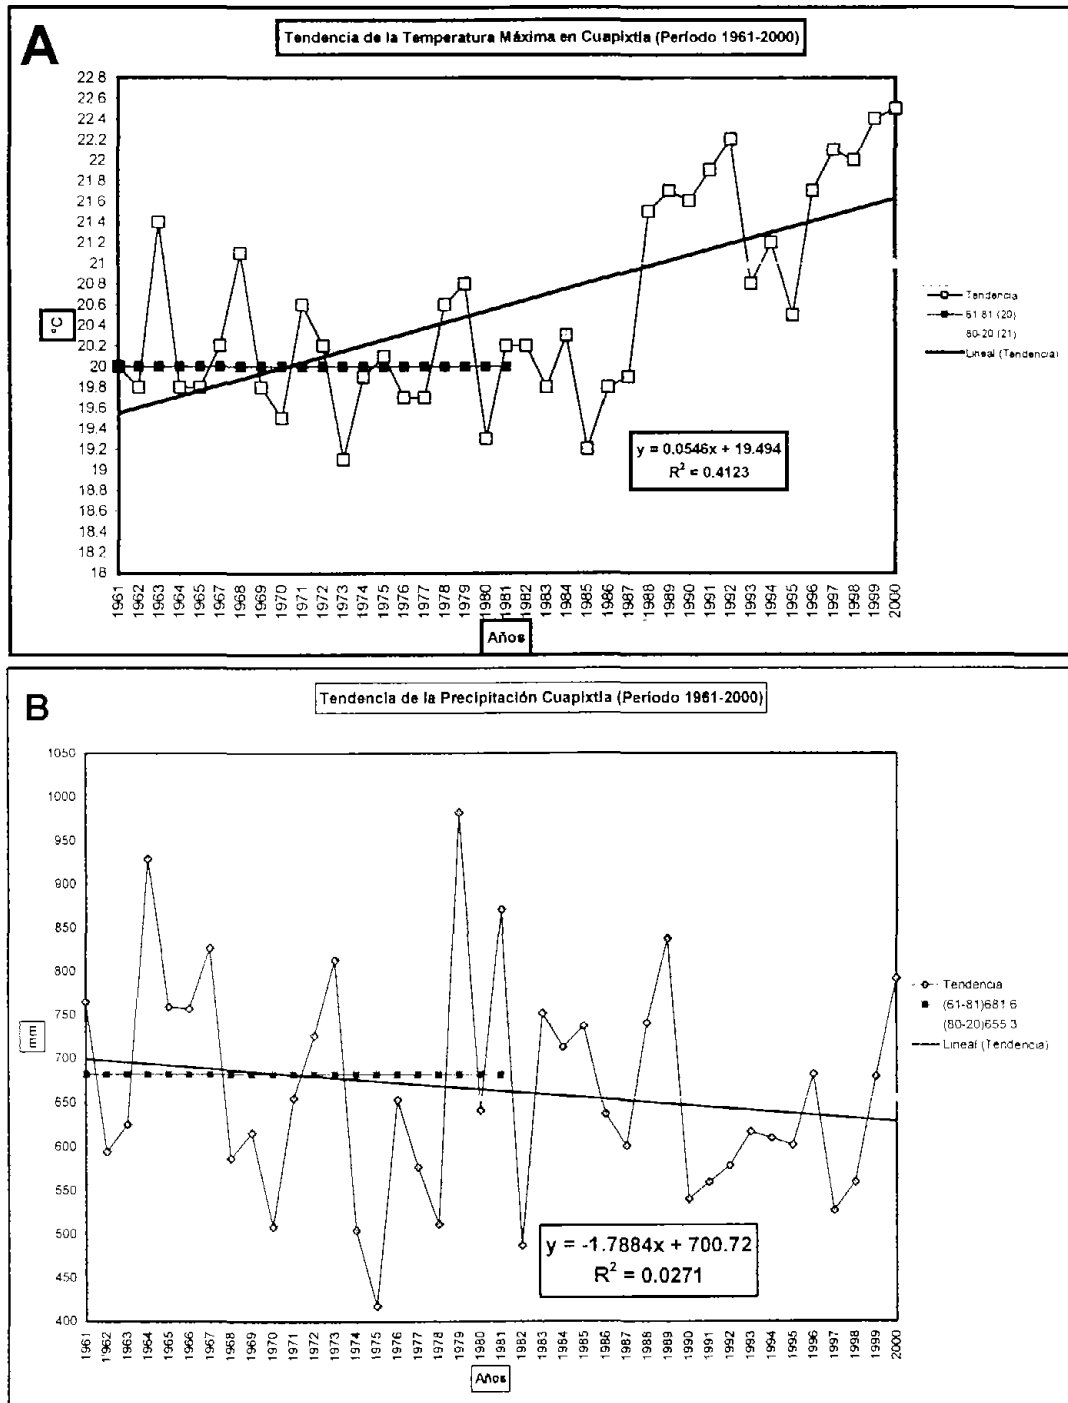 A
Tendencia de la Temperatura Máxima en Cuapixtla (Período 1961-2000)
22 8
22 6
22 4
22 2
22
21 8
21 6
21 4
21 2
21
20 8
20 6
20 4
20 2
20
19 8
19 6
19 4
19.2
19
18 8
18 6
18 4
18 2
18
°C
Tendencia
61-81 (20)
80-20 (21)
Lineal (Tendencia)
y = 0.0546x + 19.494
R² = 0.4123
1961 1962 1963 1964 1965 1967 1968 1969 1970 1971 1972 1973 1974 1975 1976 1977 1978 1979 1980 1981 1982 1983 1984 1985 1986 1987 1988 1989 1990 1991 1992 1993 1994 1995 1996 1997 1998 1999 2000
Años
B
Tendencia de la Precipitación Cuapixtla (Período 1961-2000)
1050
1000
950
900
850
800
750
700
650
600
550
500
450
400
mm
Tendencia
(61-81)681 6
(80-20)655 3
Lineal (Tendencia)
y = -1.7884x + 700.72
R² = 0.0271
1961 1962 1963 1964 1965 1966 1967 1968 1969 1970 1971 1972 1973 1974 1975 1976 1977 1978 1979 1980 1981 1982 1983 1984 1985 1986 1987 1988 1989 1990 1991 1992 1993 1994 1995 1996 1997 1998 1999 2000
Años